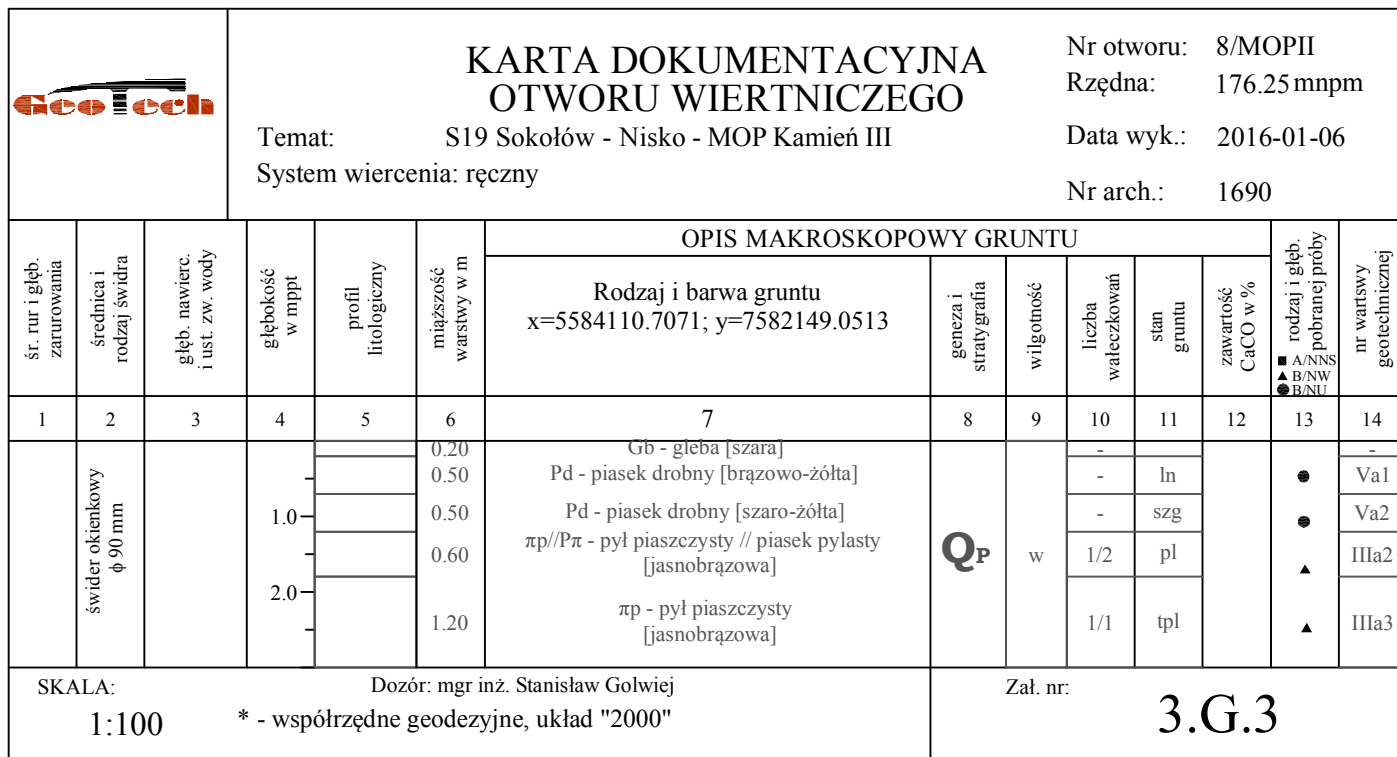 GeoTech
KARTA DOKUMENTACYJNA
OTWORU WIERTNICZEGO
Temat: S19 Sokołów - Nisko - MOP Kamień III
System wiercenia: ręczny
Nr otworu: 8/MOPII
Rzędna: 176.25 mnpm
Data wyk.: 2016-01-06
Nr arch.: 1690
śr. rur i głęb.
zarurowania
średnica i
rodzaj świdra
głęb. nawierc.
i ust. zw. wody
głębokość
w mppt
profil
litologiczny
miąższość
warstwy w m
OPIS MAKROSKOPOWY GRUNTU
Rodzaj i barwa gruntu
x=5584110.7071; y=7582149.0513
geneza i
stratygrafia
wilgotność
liczba
wałeczkowań
stan
gruntu
zawartość
CaCO w %
rodzaj i głęb.
pobranej próby
■ A/NNS
▲ B/NW
● B/NU
nr wartswy
geotechnicznej
1 2 3 4 5 6 7 8 9 10 11 12 13 14
świder okienkowy
ϕ 90 mm
0.20 Gb - gleba [szara] - -
0.50 Pd - piasek drobny [brązowo-żółta] - ln ● Va1
1.0 0.50 Pd - piasek drobny [szaro-żółta] - szg ● Va2
0.60 πp//Pπ - pył piaszczysty // piasek pylasty
[jasnobrązowa] QP w 1/2 pl ▲ IIIa2
2.0
1.20 πp - pył piaszczysty
[jasnobrązowa] 1/1 tpl ▲ IIIa3
SKALA:
1:100
Dozór: mgr inż. Stanisław Golwiej
* - współrzędne geodezyjne, układ "2000"
Zał. nr:
3.G.3